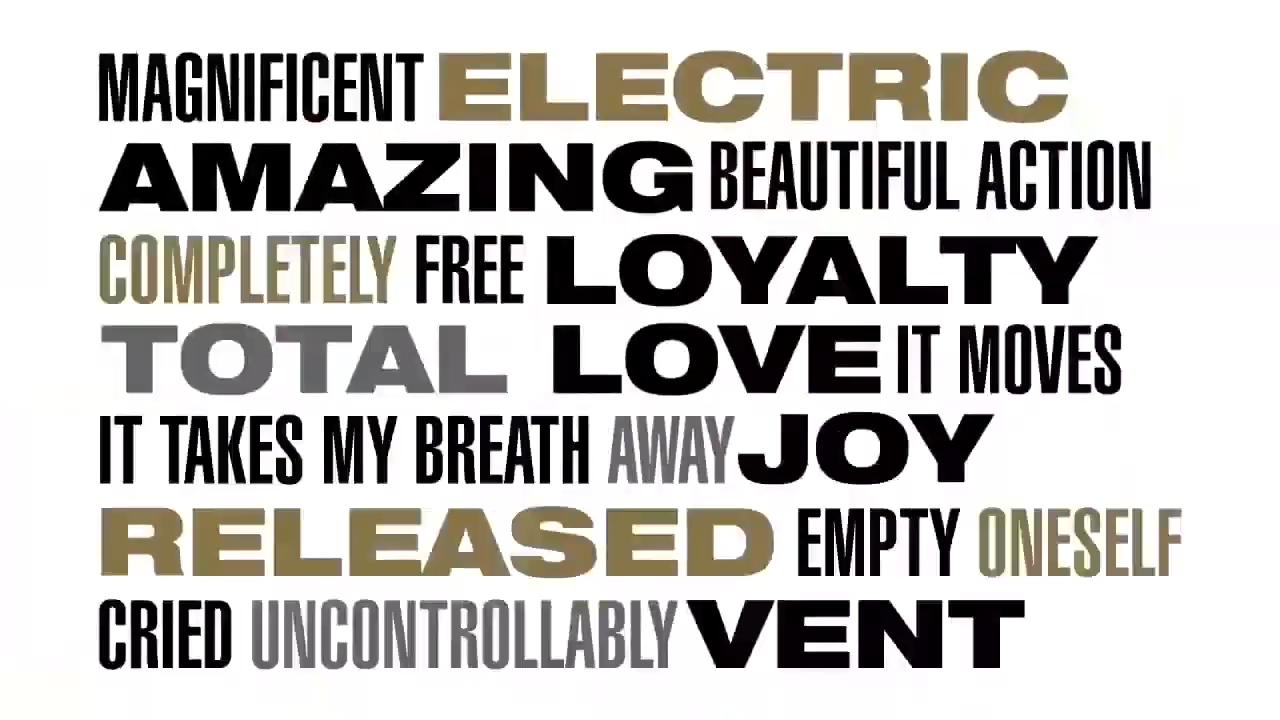 MAGNIFICENT ELECTRIC
AMAZING BEAUTIFUL ACTION
COMPLETELY FREE LOYALTY
TOTAL LOVE IT MOVES
IT TAKES MY BREATH AWAY JOY
RELEASED EMPTY ONESELF
CRIED UNCONTROLLABLY VENT